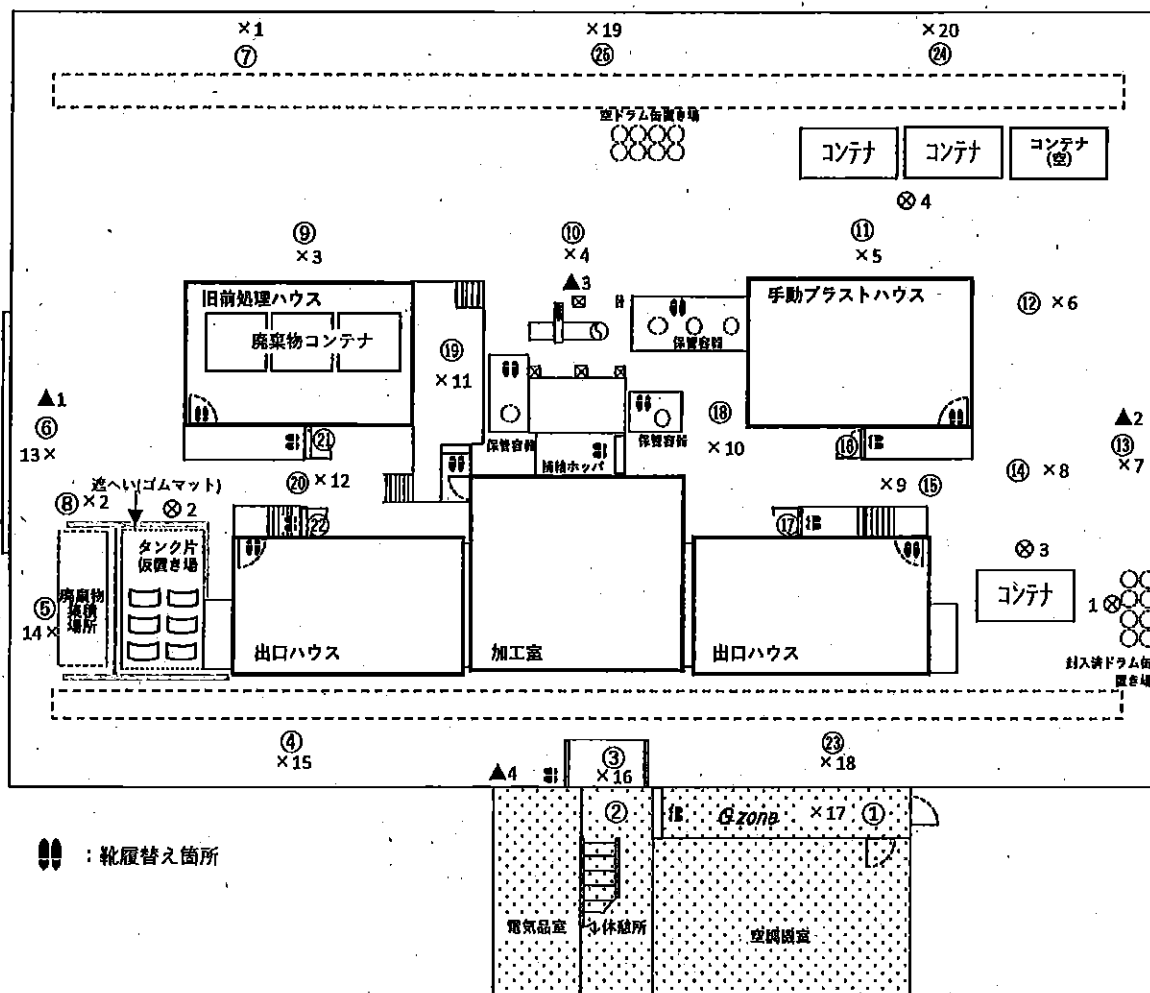 ×1 ×19 ×20
⑦ ㉖ ㉔
空ドラム缶置き場
コンテナ コンテナ コンテナ
(空)
⊗4
⑨ ⑩ ⑪
×3 ×4 ×5
▲3
旧前処理ハウス
手動ブラストハウス
⑫ ×6
廃棄物コンテナ
保管容器
⑲
×11
▲1
⑥
13×
⑱
×10
▲2
⑬
×7
保管容器
保管容器
㉑
⑯
捕積ホッパ
⑭ ×8
⑳ ×12
×9 ⑮
遮へい(ゴムマット)
⑧ ×2
⊗2
㉒
⑰
タンク片
仮置き場
⊗3
コンテナ
1⊗
⑤
14×
廃棄物
集積
場所
出口ハウス
加工室
出口ハウス
封入済ドラム缶
置き場
④
×15
㉓
×18
▲4
③
×16
②
G zone
×17 ①
:靴履替え箇所
電気品室
休憩所
空調囲室